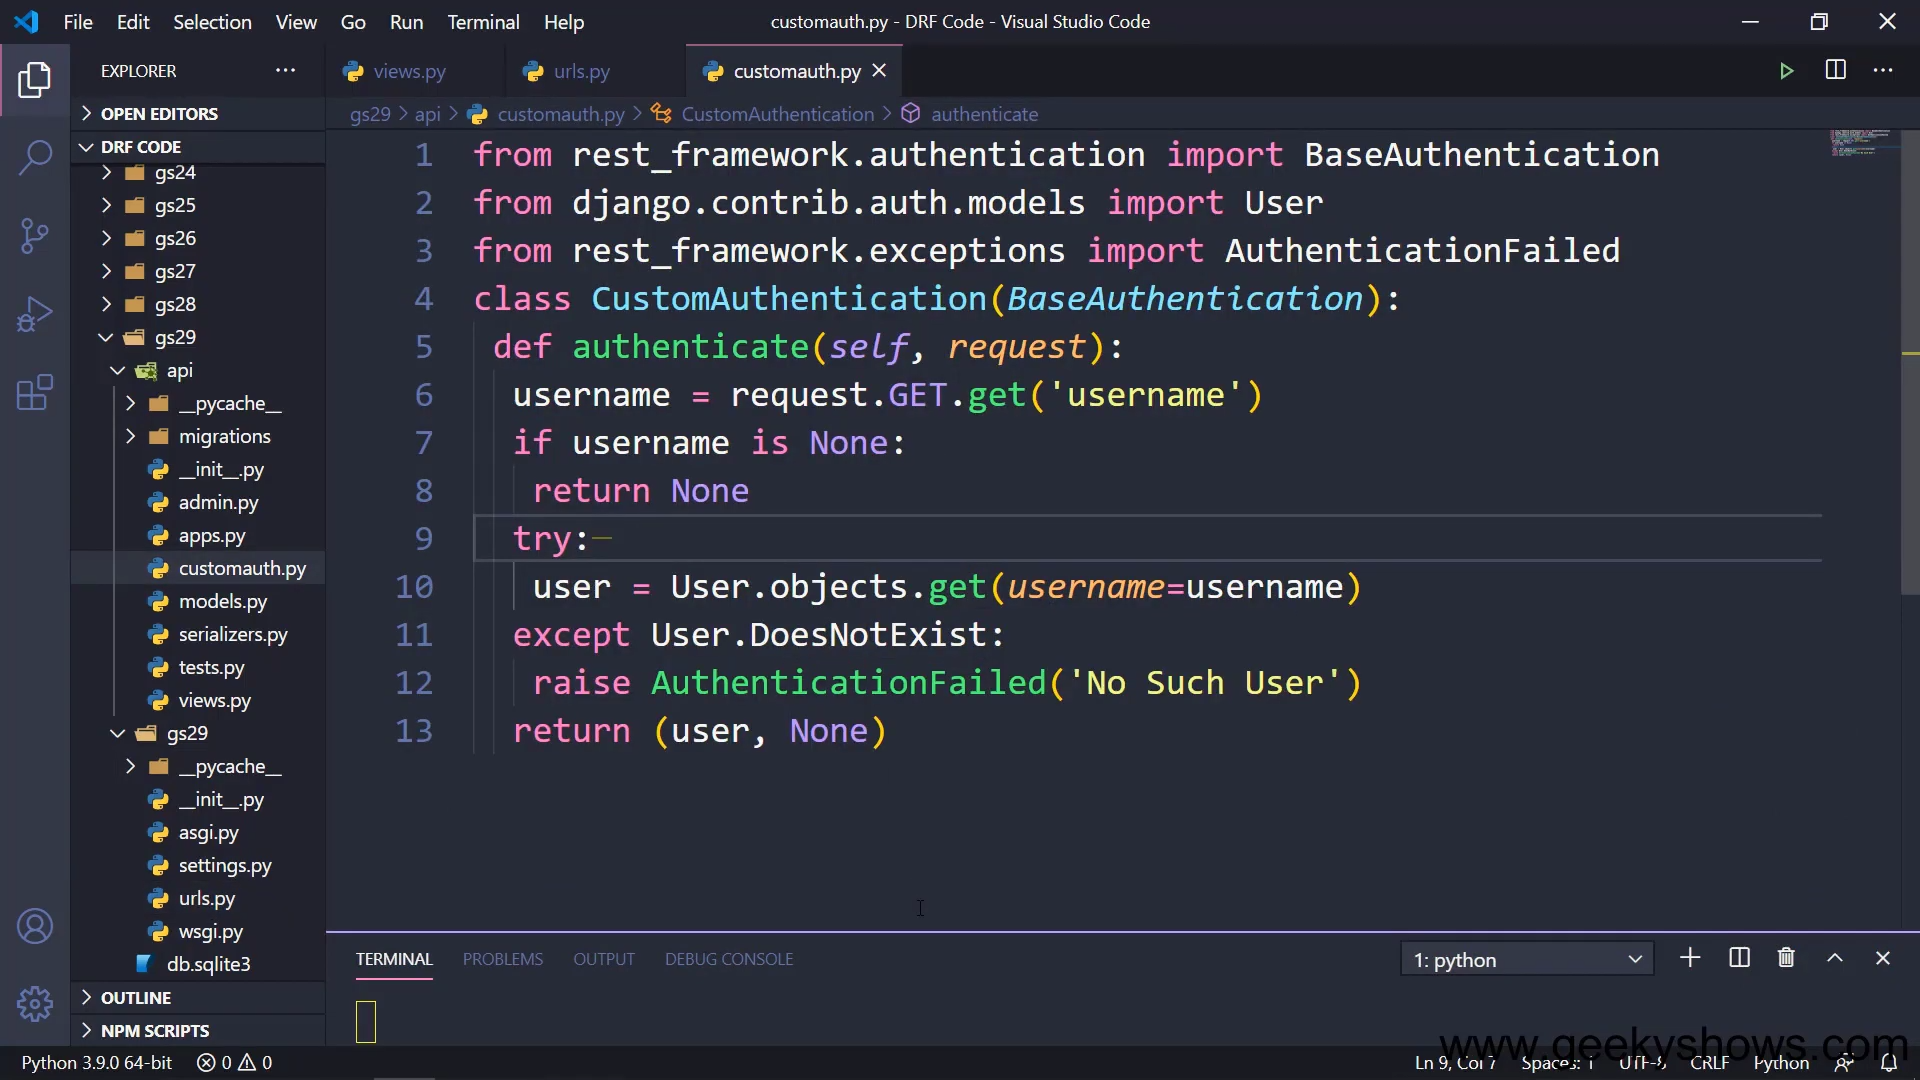 File Edit Selection View Go Run Terminal Help
customauth.py - DRF Code - Visual Studio Code
EXPLORER
OPEN EDITORS
DRF CODE
gs24
gs25
gs26
gs27
gs28
gs29
api
__pycache__
migrations
__init__.py
admin.py
apps.py
customauth.py
models.py
serializers.py
tests.py
views.py
gs29
__pycache__
__init__.py
asgi.py
settings.py
urls.py
wsgi.py
db.sqlite3
OUTLINE
NPM SCRIPTS
views.py urls.py customauth.py
gs29 > api > customauth.py > CustomAuthentication > authenticate
1 from rest_framework.authentication import BaseAuthentication
2 from django.contrib.auth.models import User
3 from rest_framework.exceptions import AuthenticationFailed
4 class CustomAuthentication(BaseAuthentication):
5 def authenticate(self, request):
6 username = request.GET.get('username')
7 if username is None:
8 return None
9 try:
10 user = User.objects.get(username=username)
11 except User.DoesNotExist:
12 raise AuthenticationFailed('No Such User')
13 return (user, None)
TERMINAL PROBLEMS OUTPUT DEBUG CONSOLE
1: python
www.geekyshows.com
Python 3.9.0 64-bit 0 0
Ln 9, Col 7 Spaces: 1 UTF-8 CRLF Python